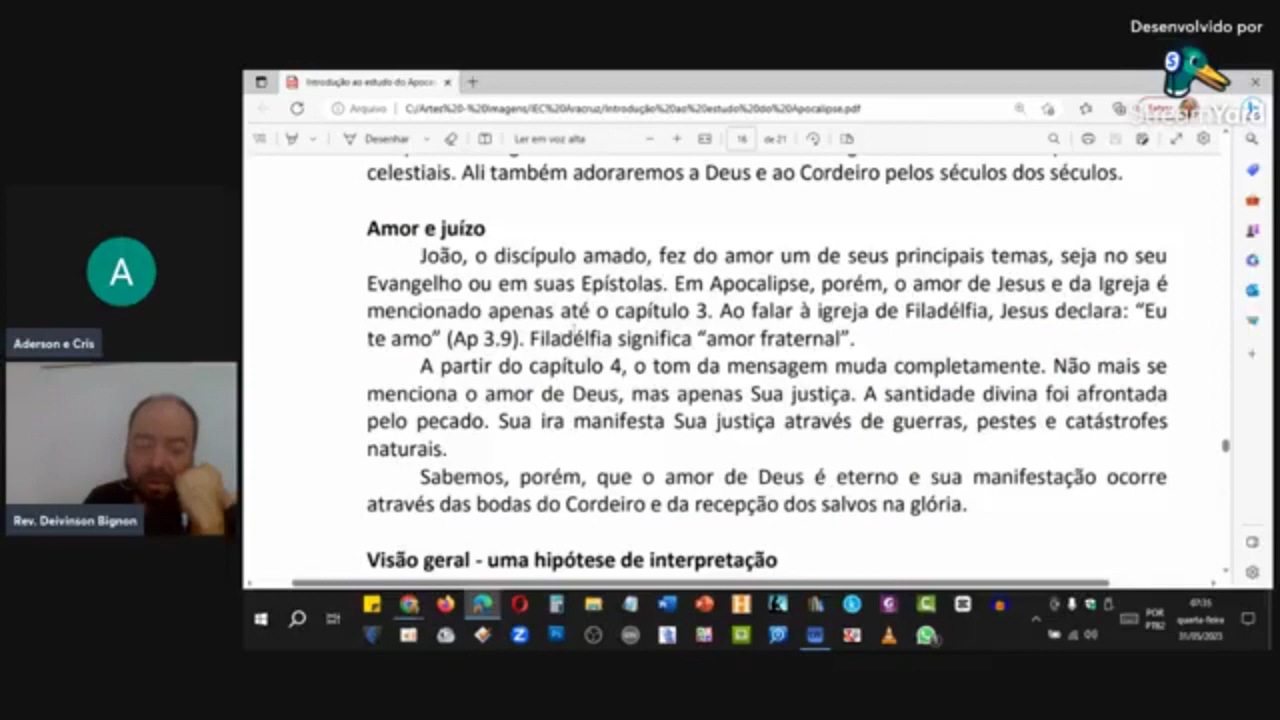 Desenvolvido por
StreamYard
Introdução ao estudo do Apoca
Arquivo
C:/Artes%20-%20Imagens/IEC%20Aracruz/Introdução%20ao%20estudo%20do%20Apocalipse.pdf
Desenhar
Ler em voz alta
16
de 21
celestiais. Ali também adoraremos a Deus e ao Cordeiro pelos séculos dos séculos.
Amor e juízo
João, o discípulo amado, fez do amor um de seus principais temas, seja no seu
Evangelho ou em suas Epístolas. Em Apocalipse, porém, o amor de Jesus e da Igreja é
mencionado apenas até o capítulo 3. Ao falar à igreja de Filadélfia, Jesus declara: “Eu
te amo” (Ap 3.9). Filadélfia significa “amor fraternal”.
A partir do capítulo 4, o tom da mensagem muda completamente. Não mais se
menciona o amor de Deus, mas apenas Sua justiça. A santidade divina foi afrontada
pelo pecado. Sua ira manifesta Sua justiça através de guerras, pestes e catástrofes
naturais.
Sabemos, porém, que o amor de Deus é eterno e sua manifestação ocorre
através das bodas do Cordeiro e da recepção dos salvos na glória.
Visão geral - uma hipótese de interpretação
A
Aderson e Cris
Rev. Deivinson Bignon
POR
PTB2
07:35
quarta-feira
31/05/2023